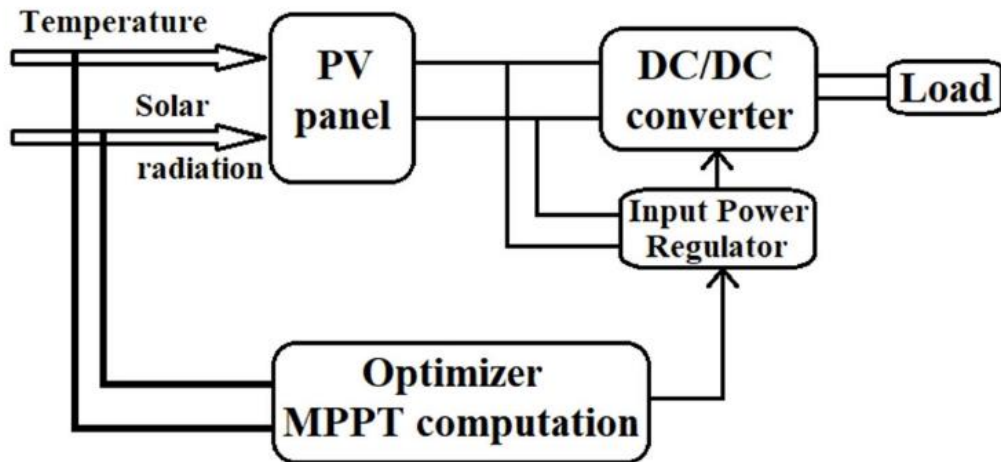 Temperature
Solar
radiation
PV
panel
DC/DC
converter
Load
Input Power
Regulator
Optimizer
MPPT computation